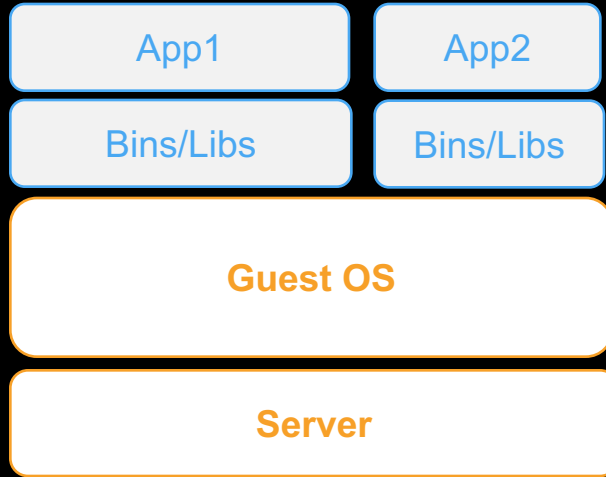 App1
App2
Bins/Libs
Bins/Libs
Guest OS
Server